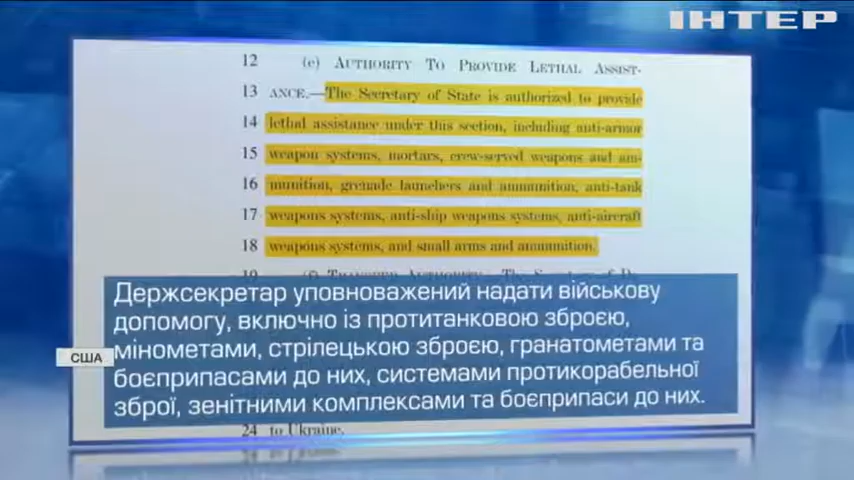 ІНТЕР
12 (e) AUTHORITY TO PROVIDE LETHAL ASSIST-
13 ANCE.—The Secretary of State is authorized to provide
14 lethal assistance under this section, including anti-armor
15 weapon systems, mortars, crew-served weapons and am-
16 munition, grenade launchers and ammunition, anti-tank
17 weapons systems, anti-ship weapons systems, anti-aircraft
18 weapons systems, and small arms and ammunition.
Держсекретар уповноважений надати військову
допомогу, включно із протитанковою зброєю,
США
мінометами, стрілецькою зброєю, гранатометами та
боєприпасами до них, системами протикорабельної
зброї, зенітними комплексами та боєприпаси до них.
24 to Ukraine.